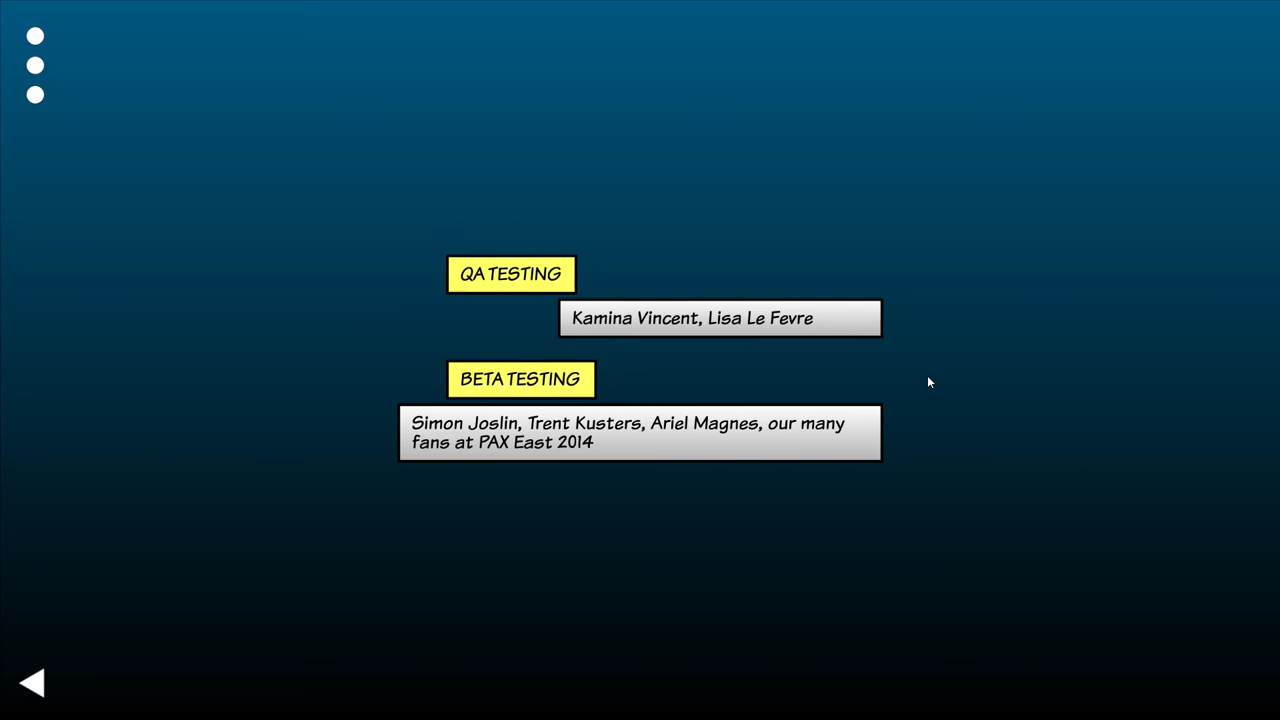 QA TESTING
Kamina Vincent, Lisa Le Fevre
BETA TESTING
Simon Joslin, Trent Kusters, Ariel Magnes, our many
fans at PAX East 2014